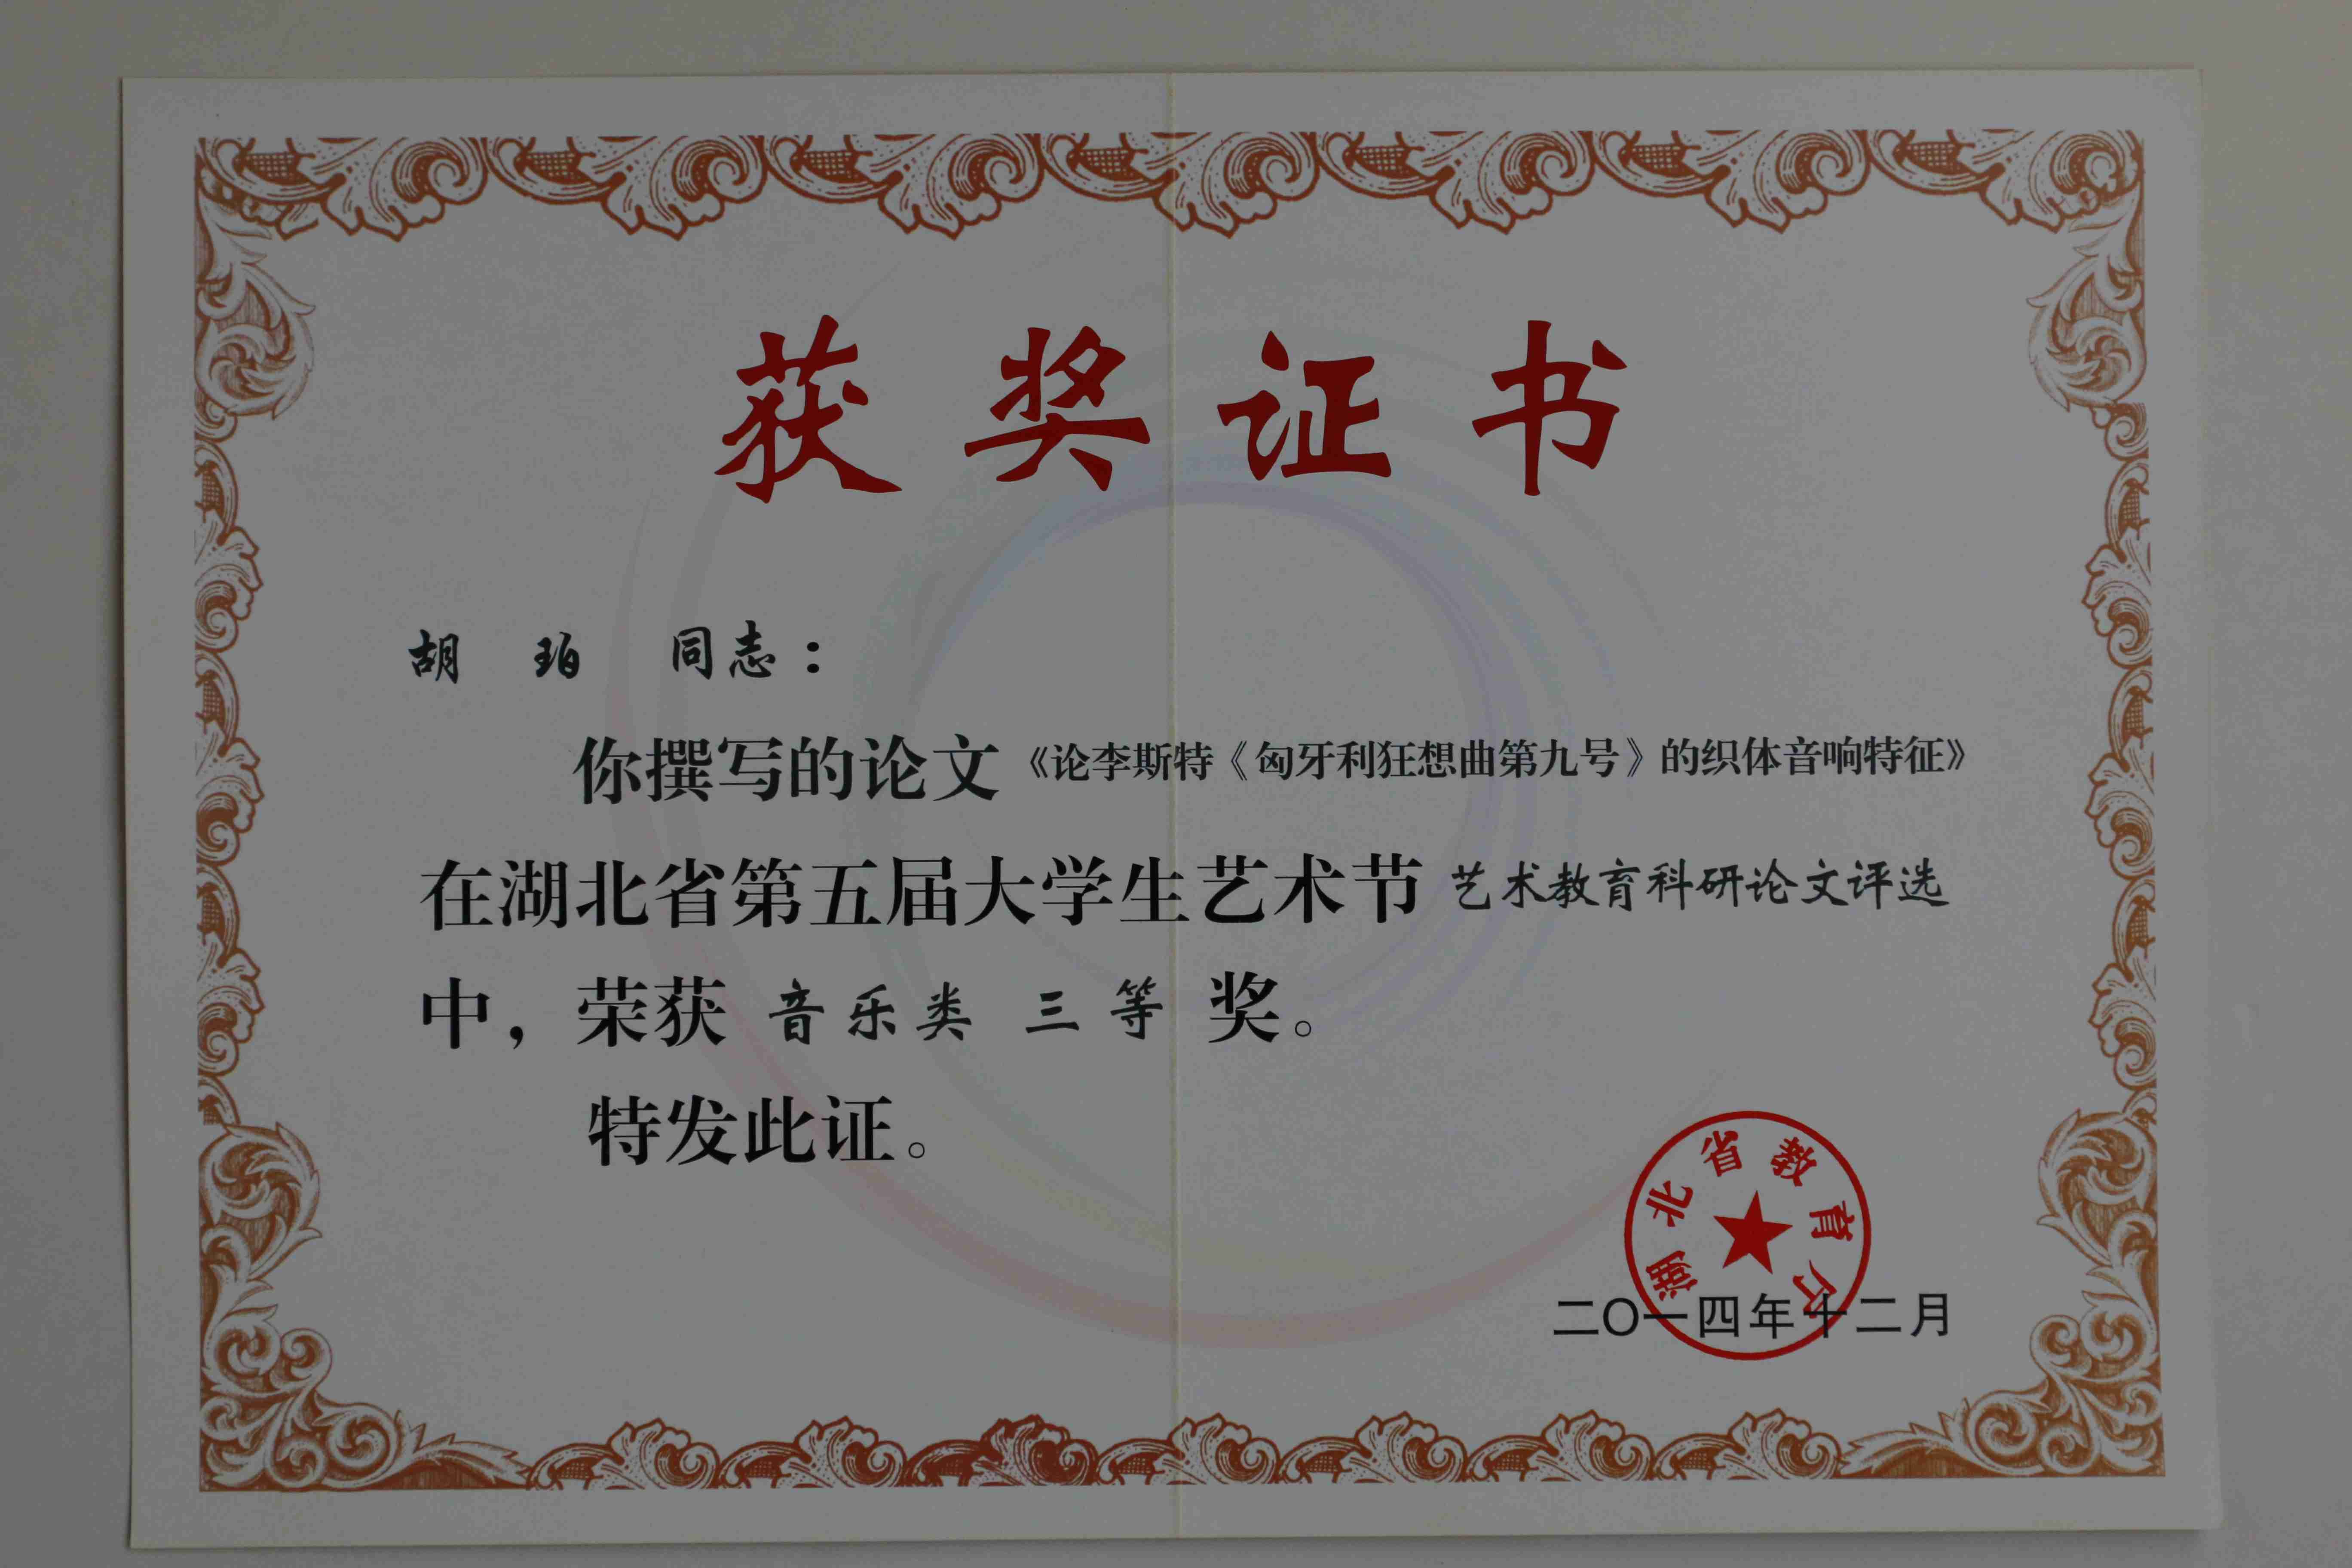 获奖证书
胡 珀 同志：
你撰写的论文《论李斯特《匈牙利狂想曲第九号》的织体音响特征》
在湖北省第五届大学生艺术节 艺术教育科研论文评选
中，荣获 音乐类 三等 奖。
特发此证。
湖北省教育厅
二〇一四年十二月